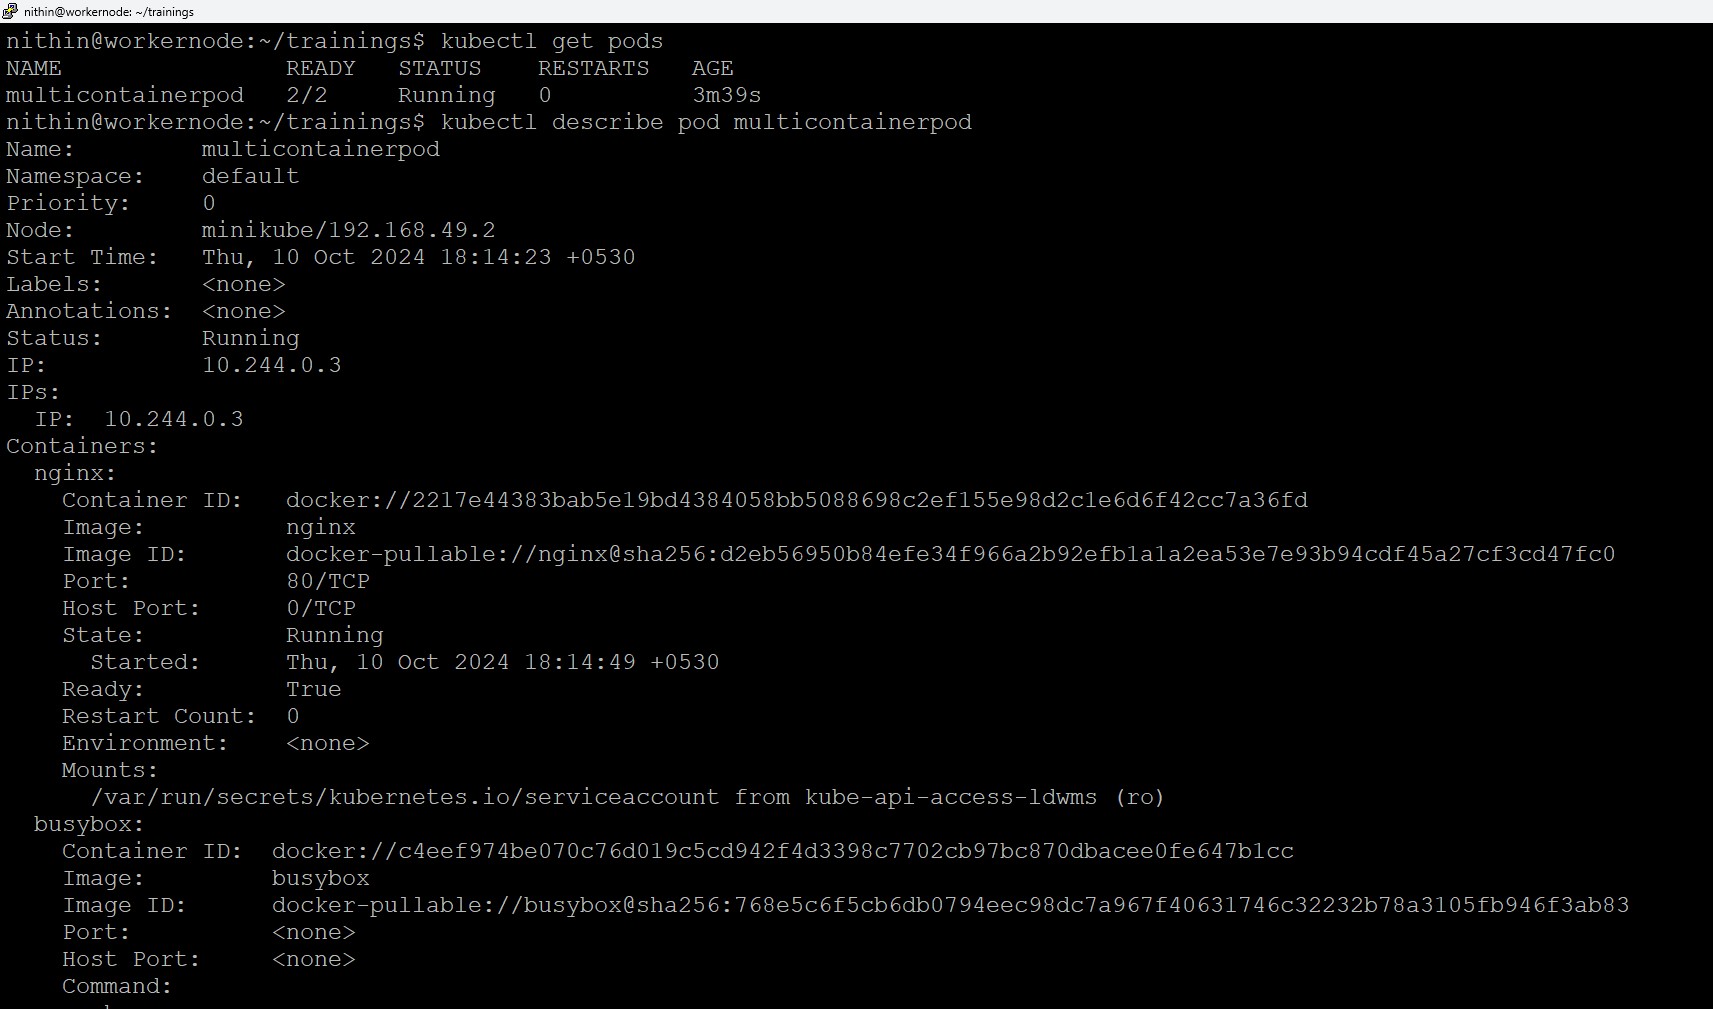 nithin@workernode: ~/trainings
nithin@workernode:~/trainings$ kubectl get pods
NAME                READY   STATUS    RESTARTS   AGE
multicontainerpod   2/2     Running   0          3m39s
nithin@workernode:~/trainings$ kubectl describe pod multicontainerpod
Name:         multicontainerpod
Namespace:    default
Priority:     0
Node:         minikube/192.168.49.2
Start Time:   Thu, 10 Oct 2024 18:14:23 +0530
Labels:       <none>
Annotations:  <none>
Status:       Running
IP:           10.244.0.3
IPs:
  IP:  10.244.0.3
Containers:
  nginx:
    Container ID:   docker://2217e44383bab5e19bd4384058bb5088698c2ef155e98d2c1e6d6f42cc7a36fd
    Image:          nginx
    Image ID:       docker-pullable://nginx@sha256:d2eb56950b84efe34f966a2b92efb1a1a2ea53e7e93b94cdf45a27cf3cd47fc0
    Port:           80/TCP
    Host Port:      0/TCP
    State:          Running
      Started:      Thu, 10 Oct 2024 18:14:49 +0530
    Ready:          True
    Restart Count:  0
    Environment:    <none>
    Mounts:
      /var/run/secrets/kubernetes.io/serviceaccount from kube-api-access-ldwms (ro)
  busybox:
    Container ID:  docker://c4eef974be070c76d019c5cd942f4d3398c7702cb97bc870dbacee0fe647b1cc
    Image:         busybox
    Image ID:      docker-pullable://busybox@sha256:768e5c6f5cb6db0794eec98dc7a967f40631746c32232b78a3105fb946f3ab83
    Port:          <none>
    Host Port:     <none>
    Command: